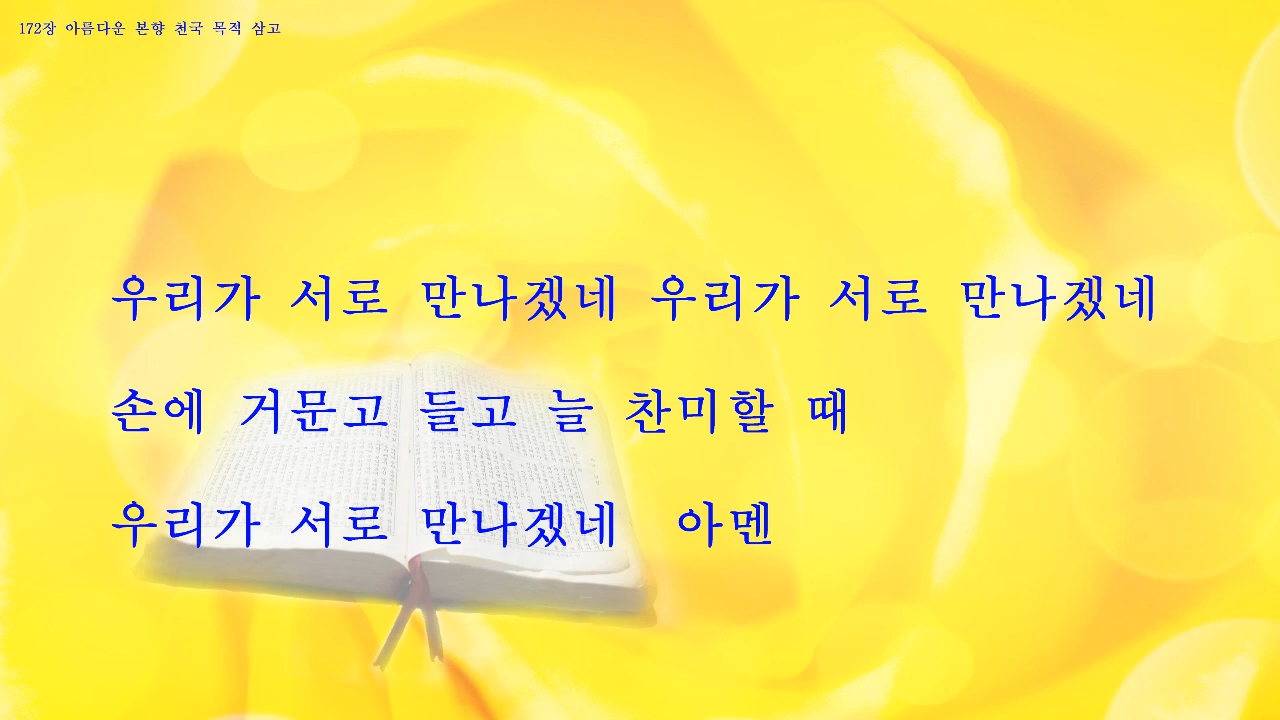 172장 아름다운 본향 천국 목적 삼고
우리가 서로 만나겠네 우리가 서로 만나겠네
손에 거문고 들고 늘 찬미할 때
우리가 서로 만나겠네 아멘